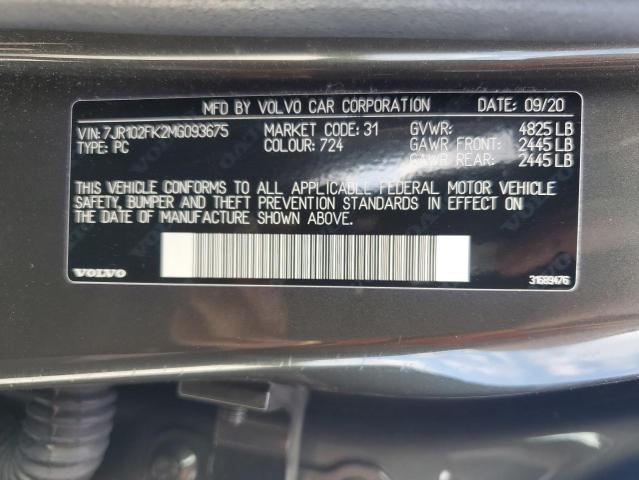 MFD BY VOLVO CAR CORPORATION DATE: 09/20
VIN: 7JR102FK2MG093675 MARKET CODE: 31 GVWR: 4825 LB
TYPE: PC COLOUR: 724 GAWR FRONT: 2445 LB
GAWR REAR: 2445 LB
THIS VEHICLE CONFORMS TO ALL APPLICABLE FEDERAL MOTOR VEHICLE
SAFETY, BUMPER AND THEFT PREVENTION STANDARDS IN EFFECT ON
THE DATE OF MANUFACTURE SHOWN ABOVE.
VOLVO 31689476